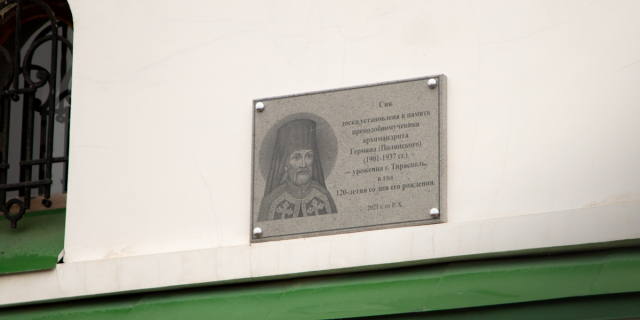 Сия
доска установлена в память
преподобномученика
архимандрита
Германа (Полянского)
(1901-1937 гг.)
— уроженца г. Тирасполь,
в год
120-летия со дня его рождения.
2021 г. от Р. Х.